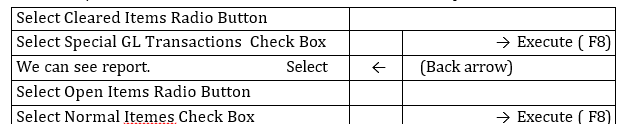 Select Cleared Items Radio Button
Select Special GL Transactions Check Box → Execute ( F8)
We can see report. Select ← (Back arrow)
Select Open Items Radio Button
Select Normal Itemes Check Box → Execute ( F8)